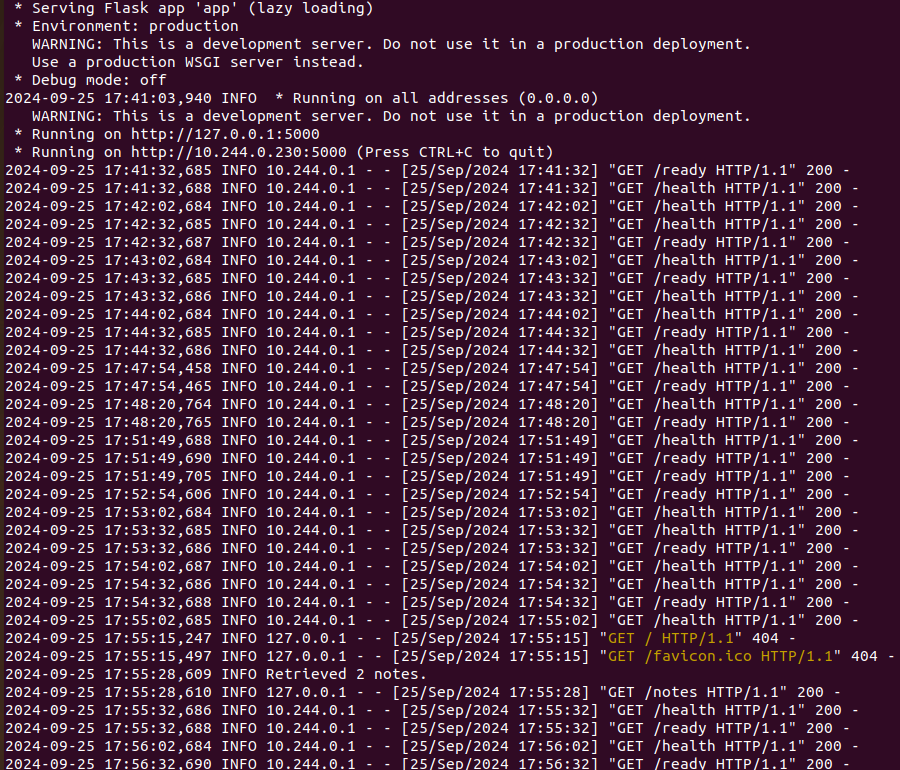 * Serving Flask app 'app' (lazy loading)
 * Environment: production
   WARNING: This is a development server. Do not use it in a production deployment.
   Use a production WSGI server instead.
 * Debug mode: off
2024-09-25 17:41:03,940 INFO  * Running on all addresses (0.0.0.0)
   WARNING: This is a development server. Do not use it in a production deployment.
 * Running on http://127.0.0.1:5000
 * Running on http://10.244.0.230:5000 (Press CTRL+C to quit)
2024-09-25 17:41:32,685 INFO 10.244.0.1 - - [25/Sep/2024 17:41:32] "GET /ready HTTP/1.1" 200 -
2024-09-25 17:41:32,688 INFO 10.244.0.1 - - [25/Sep/2024 17:41:32] "GET /health HTTP/1.1" 200 -
2024-09-25 17:42:02,684 INFO 10.244.0.1 - - [25/Sep/2024 17:42:02] "GET /health HTTP/1.1" 200 -
2024-09-25 17:42:32,685 INFO 10.244.0.1 - - [25/Sep/2024 17:42:32] "GET /health HTTP/1.1" 200 -
2024-09-25 17:42:32,687 INFO 10.244.0.1 - - [25/Sep/2024 17:42:32] "GET /ready HTTP/1.1" 200 -
2024-09-25 17:43:02,684 INFO 10.244.0.1 - - [25/Sep/2024 17:43:02] "GET /health HTTP/1.1" 200 -
2024-09-25 17:43:32,685 INFO 10.244.0.1 - - [25/Sep/2024 17:43:32] "GET /ready HTTP/1.1" 200 -
2024-09-25 17:43:32,686 INFO 10.244.0.1 - - [25/Sep/2024 17:43:32] "GET /health HTTP/1.1" 200 -
2024-09-25 17:44:02,684 INFO 10.244.0.1 - - [25/Sep/2024 17:44:02] "GET /health HTTP/1.1" 200 -
2024-09-25 17:44:32,685 INFO 10.244.0.1 - - [25/Sep/2024 17:44:32] "GET /ready HTTP/1.1" 200 -
2024-09-25 17:44:32,686 INFO 10.244.0.1 - - [25/Sep/2024 17:44:32] "GET /health HTTP/1.1" 200 -
2024-09-25 17:47:54,458 INFO 10.244.0.1 - - [25/Sep/2024 17:47:54] "GET /health HTTP/1.1" 200 -
2024-09-25 17:47:54,465 INFO 10.244.0.1 - - [25/Sep/2024 17:47:54] "GET /ready HTTP/1.1" 200 -
2024-09-25 17:48:20,764 INFO 10.244.0.1 - - [25/Sep/2024 17:48:20] "GET /health HTTP/1.1" 200 -
2024-09-25 17:48:20,765 INFO 10.244.0.1 - - [25/Sep/2024 17:48:20] "GET /ready HTTP/1.1" 200 -
2024-09-25 17:51:49,688 INFO 10.244.0.1 - - [25/Sep/2024 17:51:49] "GET /health HTTP/1.1" 200 -
2024-09-25 17:51:49,690 INFO 10.244.0.1 - - [25/Sep/2024 17:51:49] "GET /ready HTTP/1.1" 200 -
2024-09-25 17:51:49,705 INFO 10.244.0.1 - - [25/Sep/2024 17:51:49] "GET /ready HTTP/1.1" 200 -
2024-09-25 17:52:54,606 INFO 10.244.0.1 - - [25/Sep/2024 17:52:54] "GET /ready HTTP/1.1" 200 -
2024-09-25 17:53:02,684 INFO 10.244.0.1 - - [25/Sep/2024 17:53:02] "GET /health HTTP/1.1" 200 -
2024-09-25 17:53:32,685 INFO 10.244.0.1 - - [25/Sep/2024 17:53:32] "GET /health HTTP/1.1" 200 -
2024-09-25 17:53:32,686 INFO 10.244.0.1 - - [25/Sep/2024 17:53:32] "GET /ready HTTP/1.1" 200 -
2024-09-25 17:54:02,687 INFO 10.244.0.1 - - [25/Sep/2024 17:54:02] "GET /health HTTP/1.1" 200 -
2024-09-25 17:54:32,686 INFO 10.244.0.1 - - [25/Sep/2024 17:54:32] "GET /health HTTP/1.1" 200 -
2024-09-25 17:54:32,688 INFO 10.244.0.1 - - [25/Sep/2024 17:54:32] "GET /ready HTTP/1.1" 200 -
2024-09-25 17:55:02,685 INFO 10.244.0.1 - - [25/Sep/2024 17:55:02] "GET /health HTTP/1.1" 200 -
2024-09-25 17:55:15,247 INFO 127.0.0.1 - - [25/Sep/2024 17:55:15] "GET / HTTP/1.1" 404 -
2024-09-25 17:55:15,497 INFO 127.0.0.1 - - [25/Sep/2024 17:55:15] "GET /favicon.ico HTTP/1.1" 404 -
2024-09-25 17:55:28,609 INFO Retrieved 2 notes.
2024-09-25 17:55:28,610 INFO 127.0.0.1 - - [25/Sep/2024 17:55:28] "GET /notes HTTP/1.1" 200 -
2024-09-25 17:55:32,686 INFO 10.244.0.1 - - [25/Sep/2024 17:55:32] "GET /health HTTP/1.1" 200 -
2024-09-25 17:55:32,688 INFO 10.244.0.1 - - [25/Sep/2024 17:55:32] "GET /ready HTTP/1.1" 200 -
2024-09-25 17:56:02,684 INFO 10.244.0.1 - - [25/Sep/2024 17:56:02] "GET /health HTTP/1.1" 200 -
2024-09-25 17:56:32,690 INFO 10.244.0.1 - - [25/Sep/2024 17:56:32] "GET /ready HTTP/1.1" 200 -